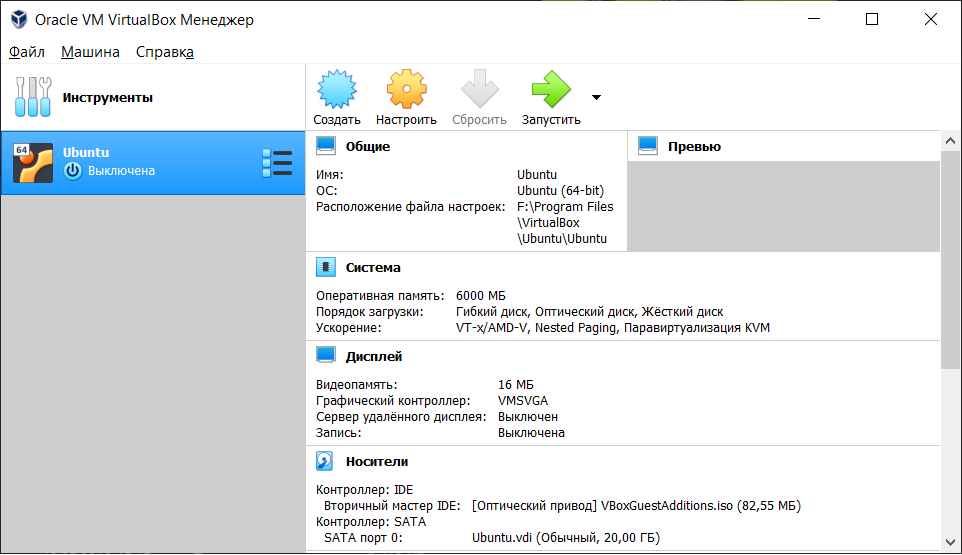 Oracle VM VirtualBox Менеджер
Файл Машина Справка
Инструменты
Создать Настроить Сбросить Запустить
64
Ubuntu
Выключена
Общие
Имя: Ubuntu
ОС: Ubuntu (64-bit)
Расположение файла настроек: F:\Program Files
\VirtualBox
\Ubuntu\Ubuntu
Превью
Система
Оперативная память: 6000 МБ
Порядок загрузки: Гибкий диск, Оптический диск, Жёсткий диск
Ускорение: VT-x/AMD-V, Nested Paging, Паравиртуализация KVM
Дисплей
Видеопамять: 16 МБ
Графический контроллер: VMSVGA
Сервер удалённого дисплея: Выключен
Запись: Выключена
Носители
Контроллер: IDE
Вторичный мастер IDE: [Оптический привод] VBoxGuestAdditions.iso (82,55 МБ)
Контроллер: SATA
SATA порт 0: Ubuntu.vdi (Обычный, 20,00 ГБ)